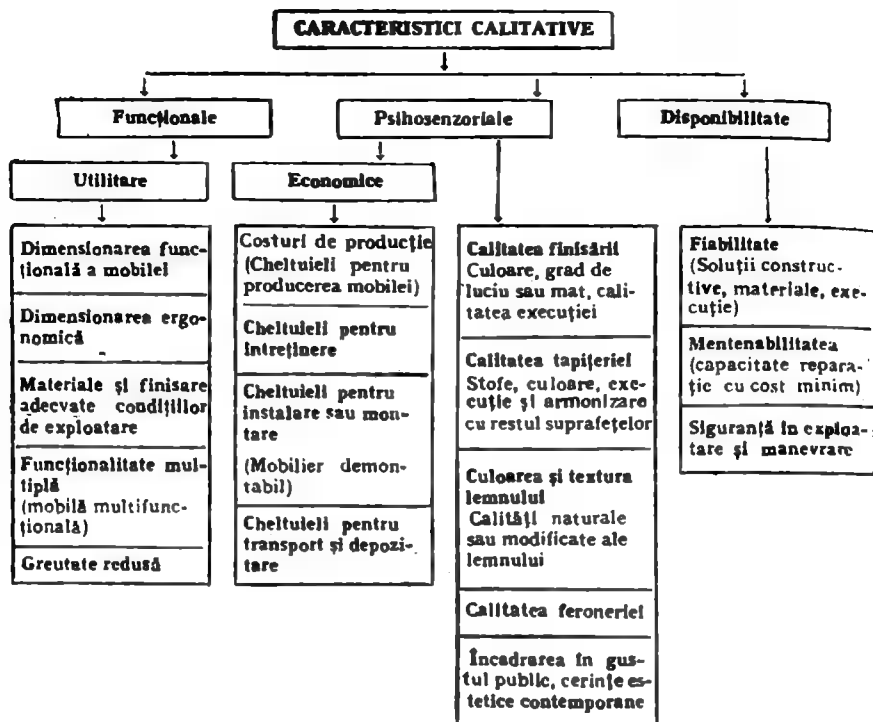 CARACTERISTICI CALITATIVE
Funcționale
Psihosenzoriale
Disponibilitate
Utilitare
Economice
Dimensionarea func-
țională a mobilei
Dimensionarea ergo-
nomică
Materiale și finisare
adecvate condițiilor
de exploatare
Funcționalitate mul-
tiplă
(mobilă multifunc-
țională)
Greutate redusă
Costuri de producție
(Cheltuieli pentru
producerea mobilei)
Cheltuieli pentru
întreținere
Cheltuieli pentru
instalare sau mon-
tare
(Mobilier demon-
tabil)
Cheltuieli pentru
transport și depozi-
tare
Calitatea finisării
Culoare, grad de
luciu sau mat, cali-
tatea execuției
Calitatea tapițeriei
Stofe, culoare, exe-
cuție și armonizare
cu restul suprafețelor
Culoarea și textura
lemnului
Calități naturale
sau modificate ale
lemnului
Calitatea feroneriei
Încadrarea în gus-
tul public, cerințe es-
tetice contemporane
Fiabilitate
(Soluții construc-
tive, materiale, exe-
cuție)
Mentenabilitatea
(capacitate repara-
ție cu cost minim)
Siguranță în exploa-
tare și manevrare